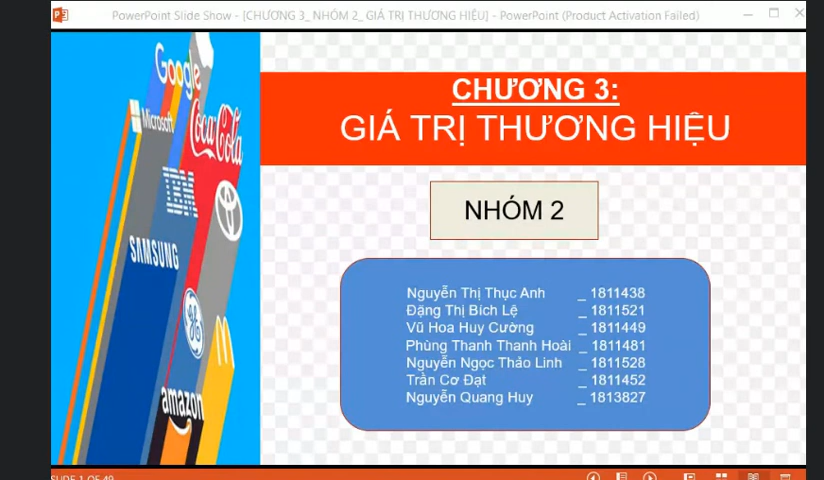 PowerPoint Slide Show - [CHƯƠNG 3_ NHÓM 2_ GIÁ TRỊ THƯƠNG HIỆU] - PowerPoint (Product Activation Failed)
Google
Microsoft
Coca-Cola
IBM
SAMSUNG
GE
amazon
CHƯƠNG 3:
GIÁ TRỊ THƯƠNG HIỆU
NHÓM 2
Nguyễn Thị Thục Anh _ 1811438
Đặng Thị Bích Lệ _ 1811521
Vũ Hoa Huy Cường _ 1811449
Phùng Thanh Thanh Hoài _ 1811481
Nguyễn Ngọc Thảo Linh _ 1811528
Trần Cơ Đạt _ 1811452
Nguyễn Quang Huy _ 1813827
SLIDE 1 OF 49